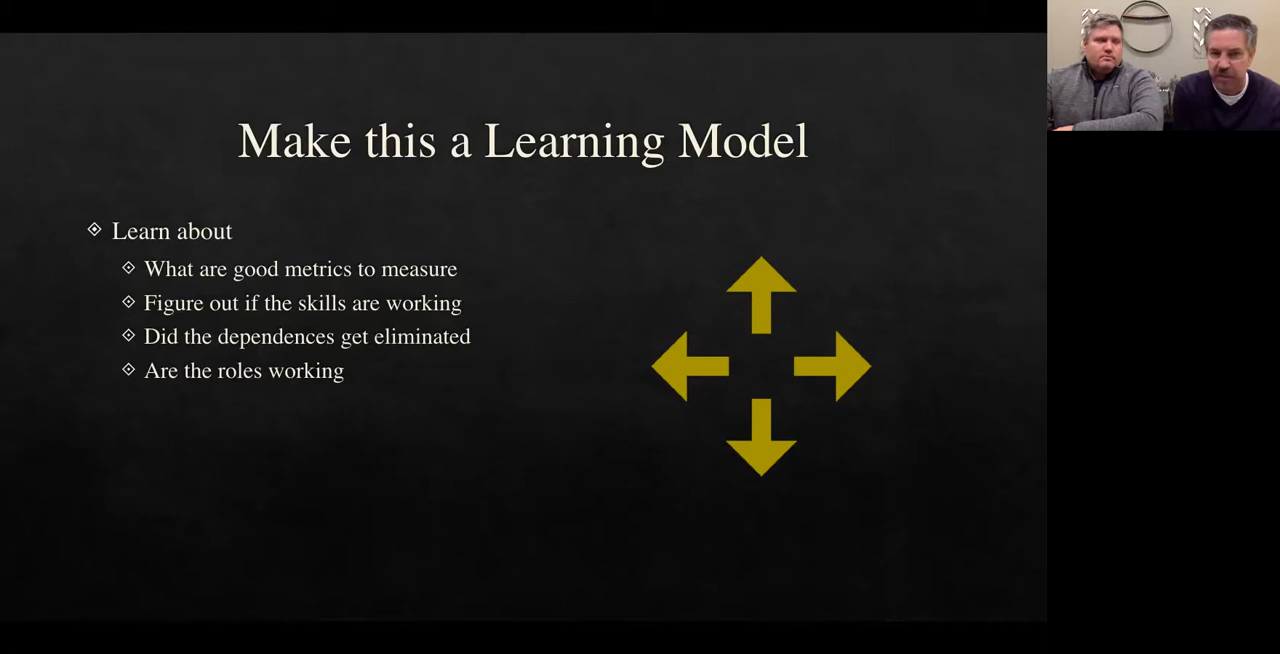 Make this a Learning Model
Learn about
What are good metrics to measure
Figure out if the skills are working
Did the dependences get eliminated
Are the roles working